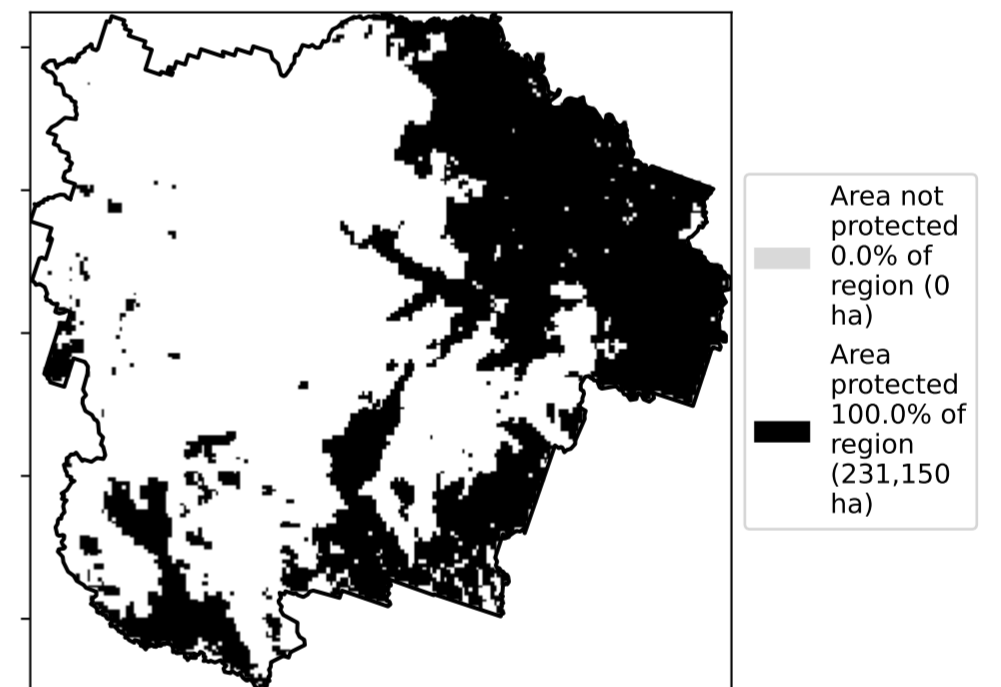 Area not
protected
0.0% of
region (0
ha)
Area
protected
100.0% of
region
(231,150
ha)